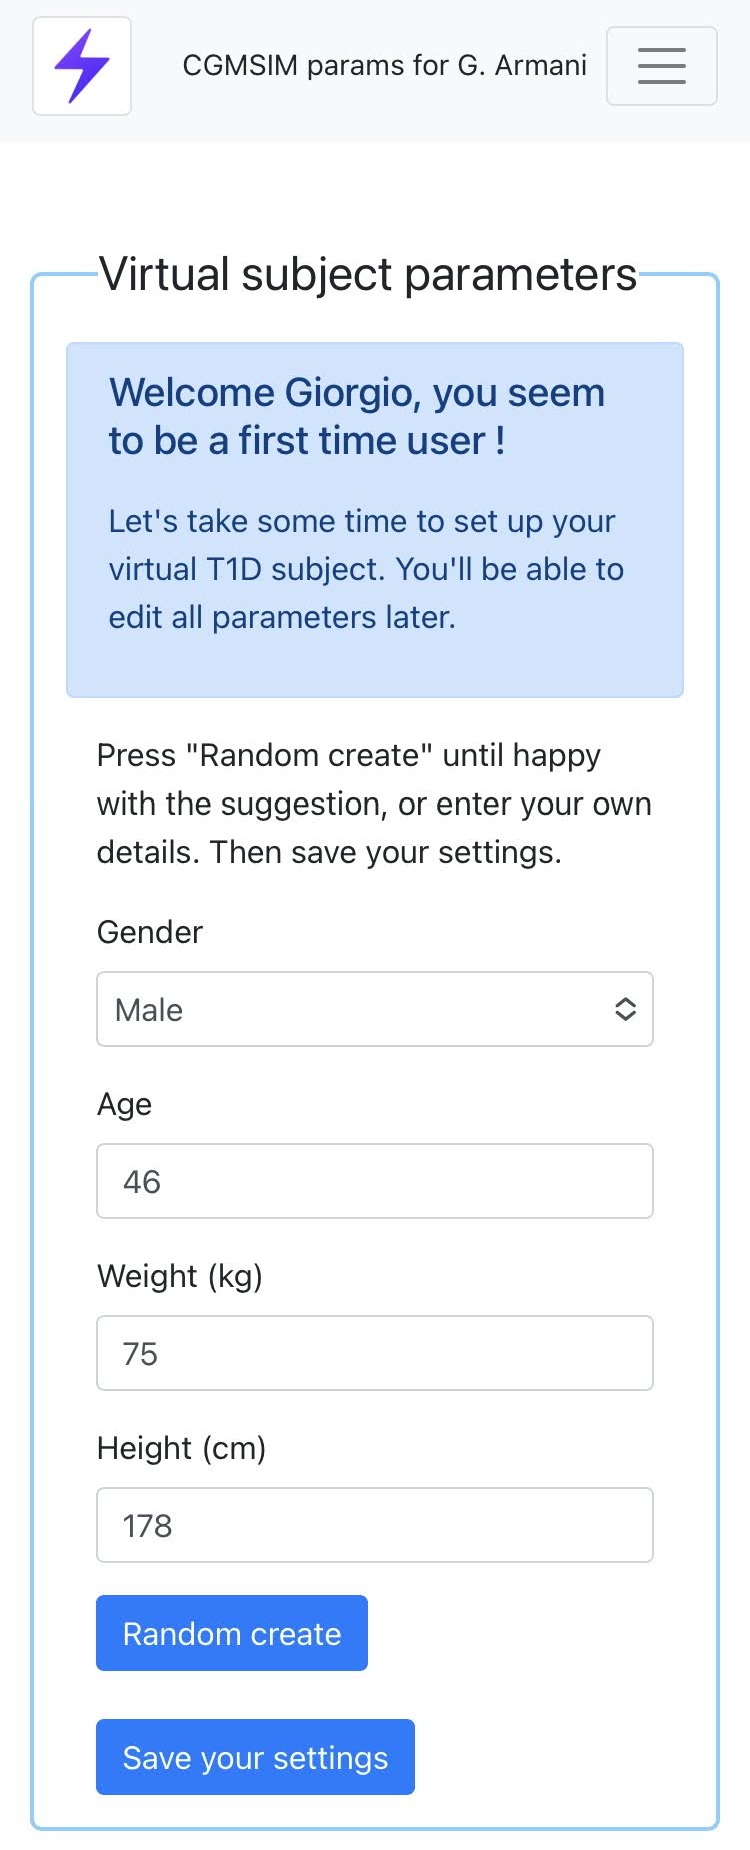 CGMSIM params for G. Armani
Virtual subject parameters
Welcome Giorgio, you seem
to be a first time user !
Let's take some time to set up your
virtual T1D subject. You'll be able to
edit all parameters later.
Press "Random create" until happy
with the suggestion, or enter your own
details. Then save your settings.
Gender
Male
Age
46
Weight (kg)
75
Height (cm)
178
Random create
Save your settings